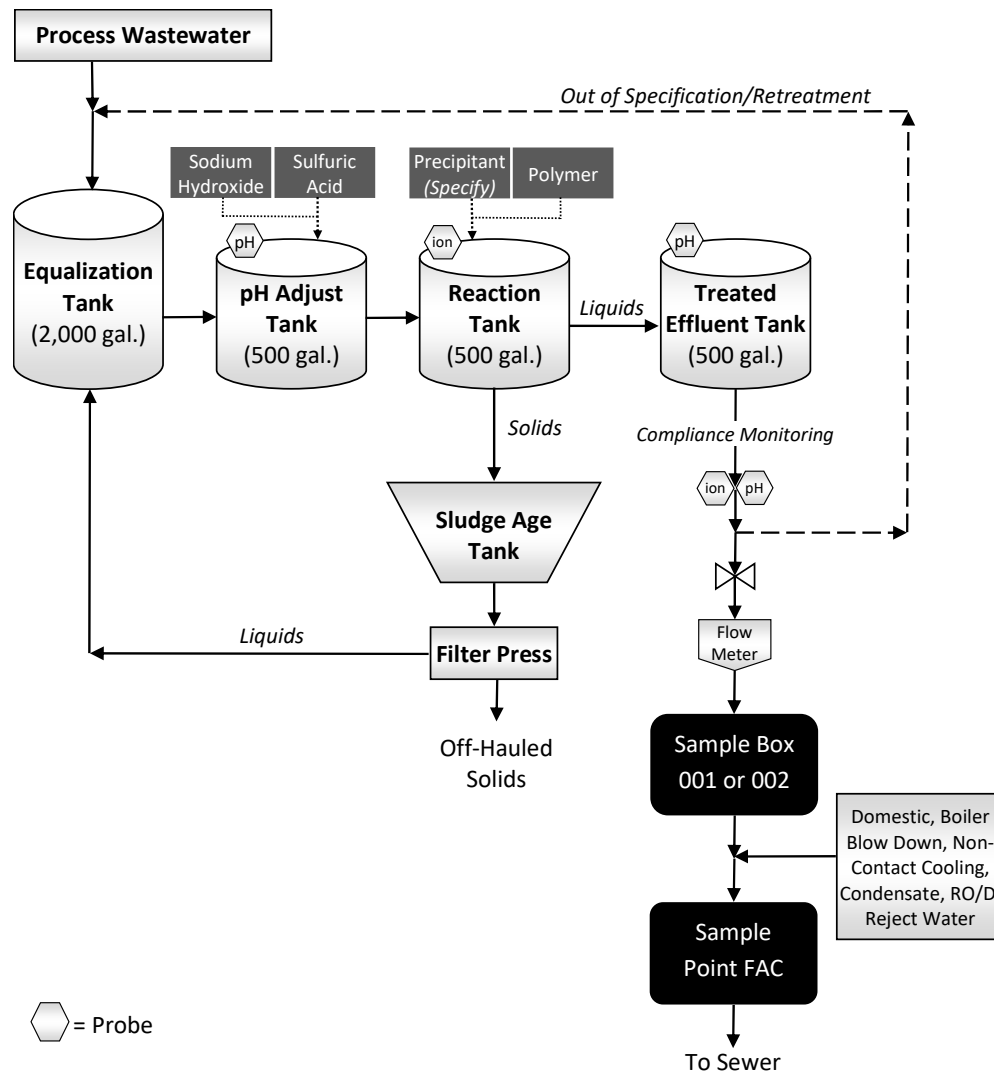 Process Wastewater
Out of Specification/Retreatment
Sodium
Hydroxide
Sulfuric
Acid
Precipitant
(Specify)
Polymer
pH
ion
pH
Equalization
Tank
(2,000 gal.)
pH Adjust
Tank
(500 gal.)
Reaction
Tank
(500 gal.)
Liquids
Treated
Effluent Tank
(500 gal.)
Solids
Compliance Monitoring
ion
pH
Sludge Age
Tank
Liquids
Filter Press
Flow
Meter
Off-Hauled
Solids
Sample Box
001 or 002
Domestic, Boiler
Blow Down, Non-
Contact Cooling,
Condensate, RO/D
Reject Water
Sample
Point FAC
= Probe
To Sewer